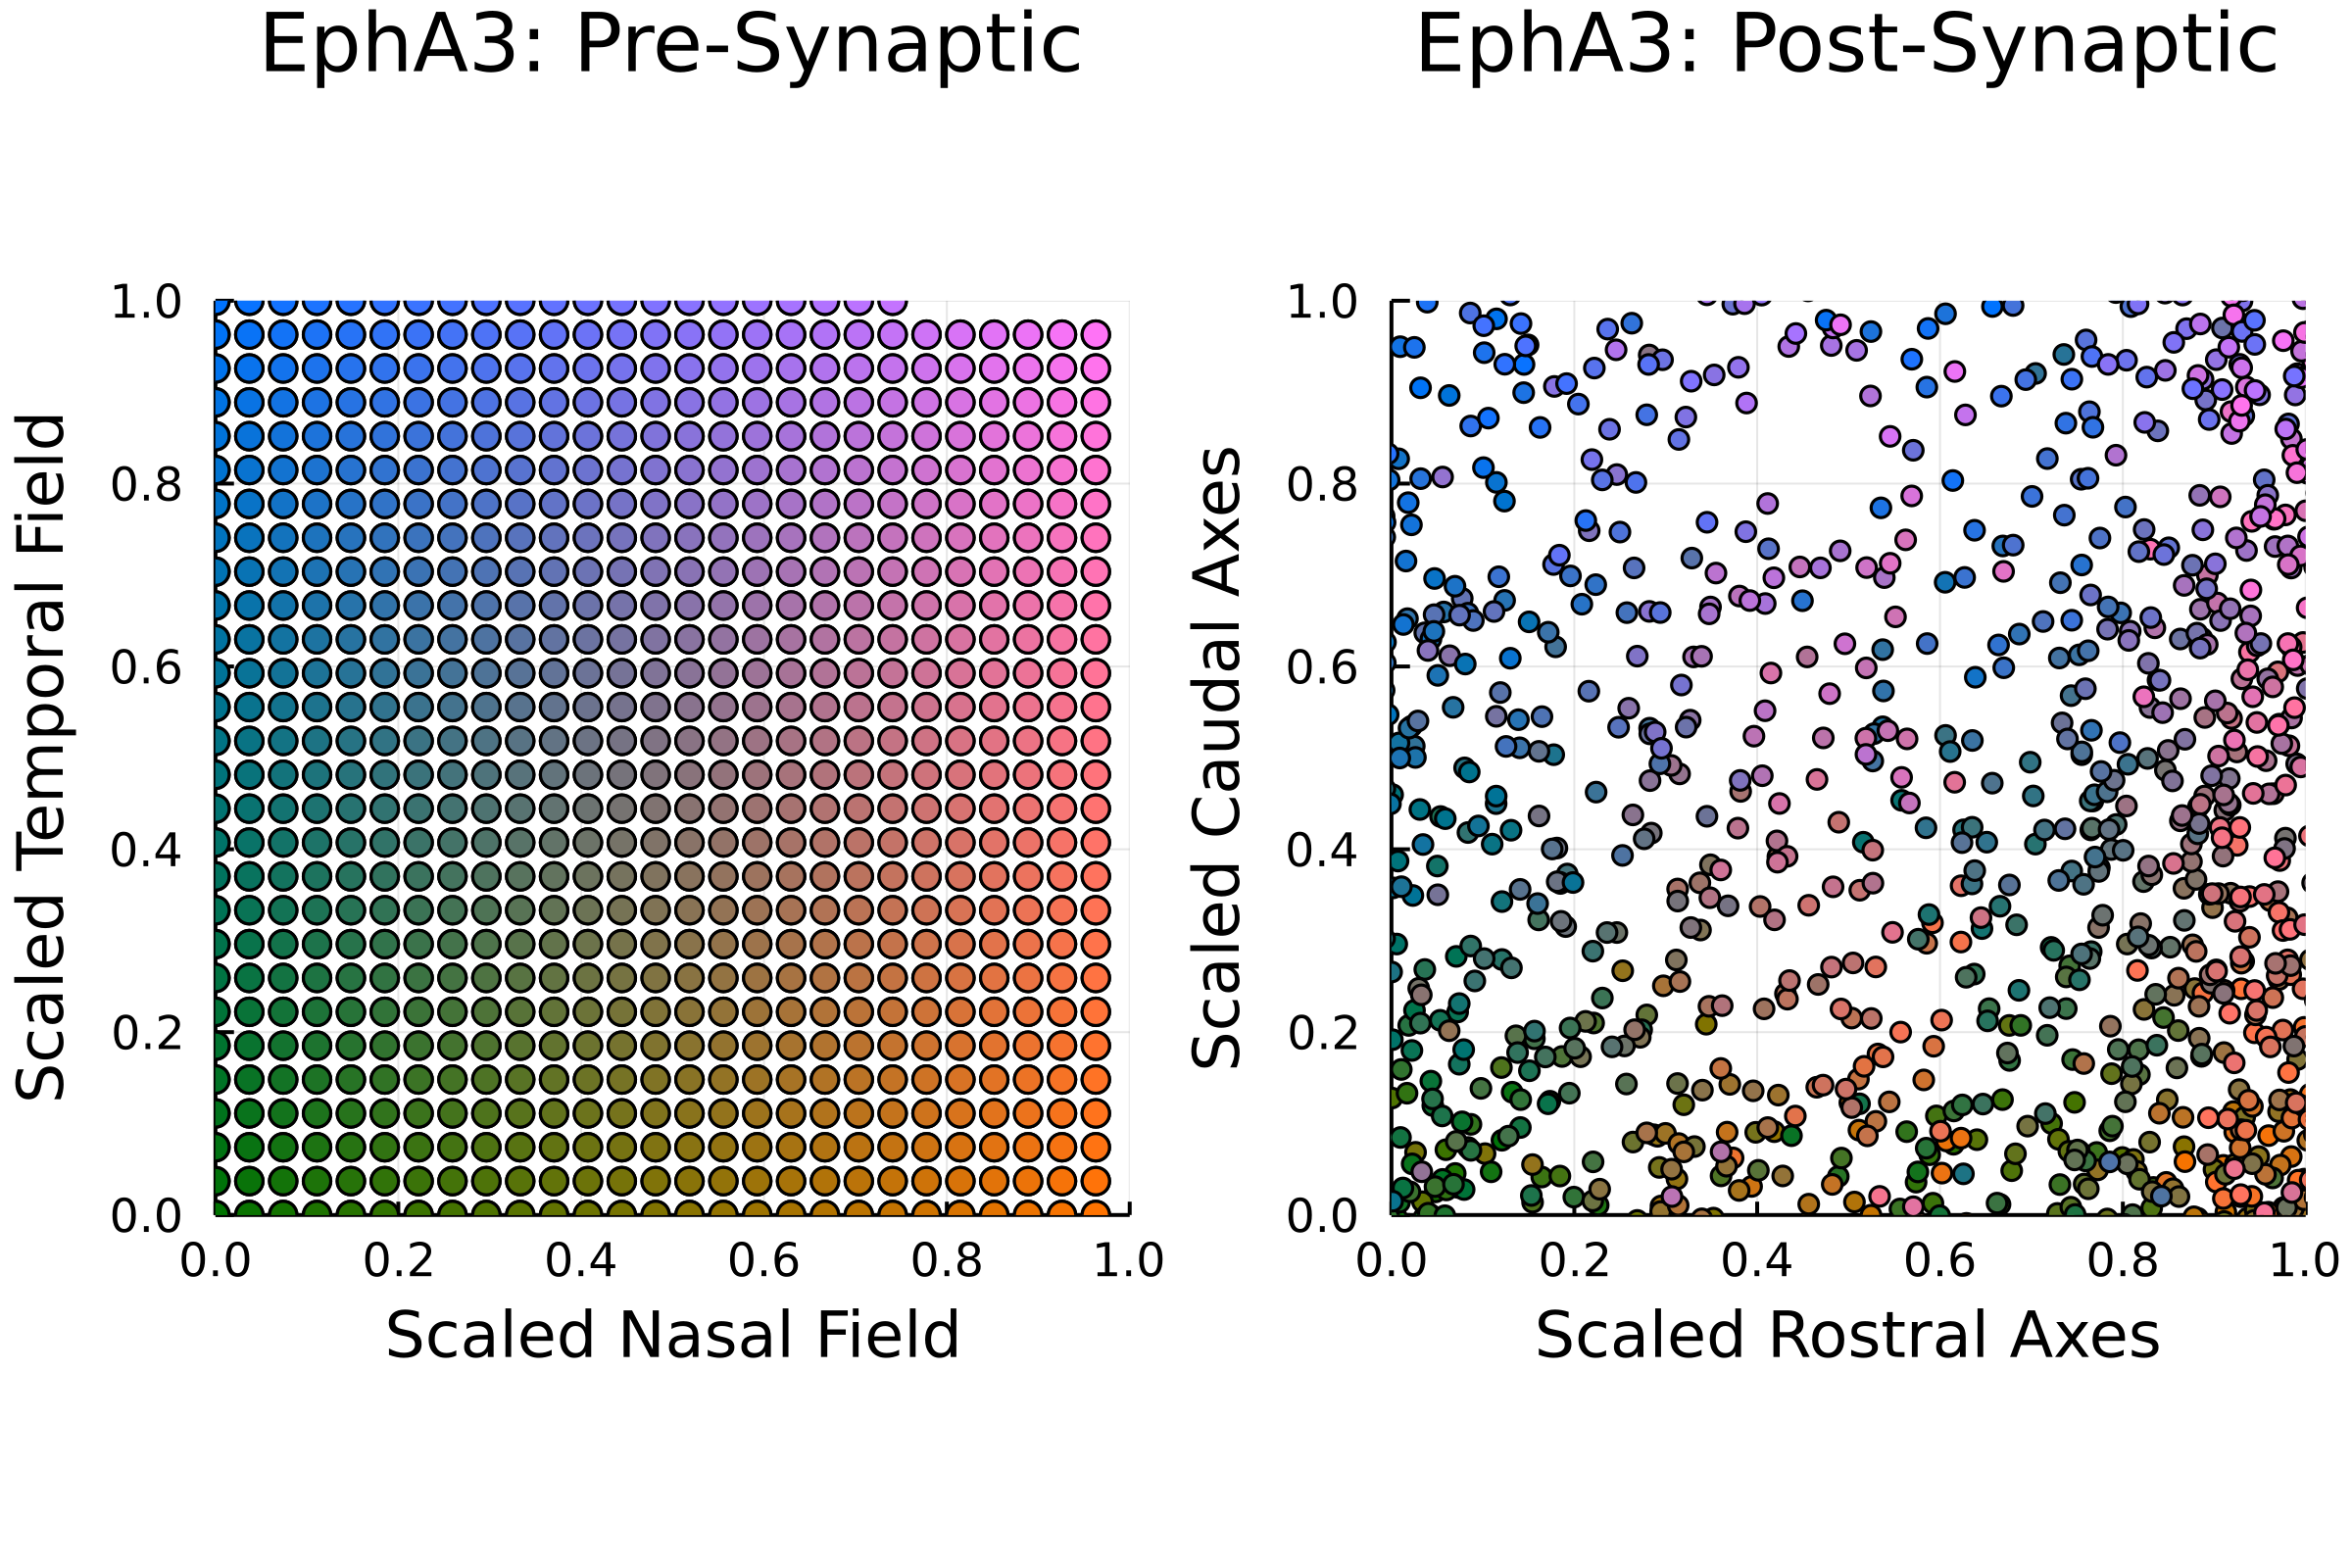 EphA3: Pre-Synaptic
EphA3: Post-Synaptic
Scaled Temporal Field
1.0
0.8
0.6
0.4
0.2
0.0
0.0 0.2 0.4 0.6 0.8 1.0
Scaled Nasal Field
Scaled Caudal Axes
1.0
0.8
0.6
0.4
0.2
0.0
0.0 0.2 0.4 0.6 0.8 1.0
Scaled Rostral Axes